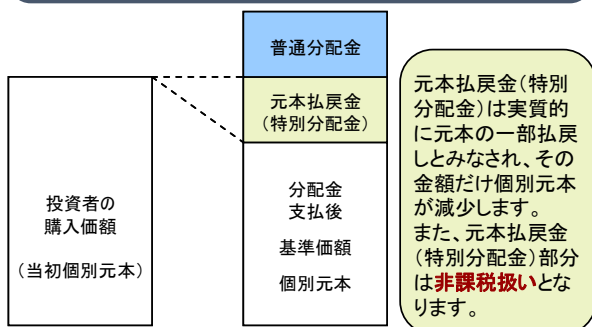 普通分配金
元本払戻金
(特別分配金)
投資者の
購入価額
(当初個別元本)
分配金
支払後
基準価額
個別元本
元本払戻金(特別
分配金)は実質的
に元本の一部払戻
しとみなされ、その
金額だけ個別元本
が減少します。
また、元本払戻金
(特別分配金)部分
は非課税扱いとな
ります。